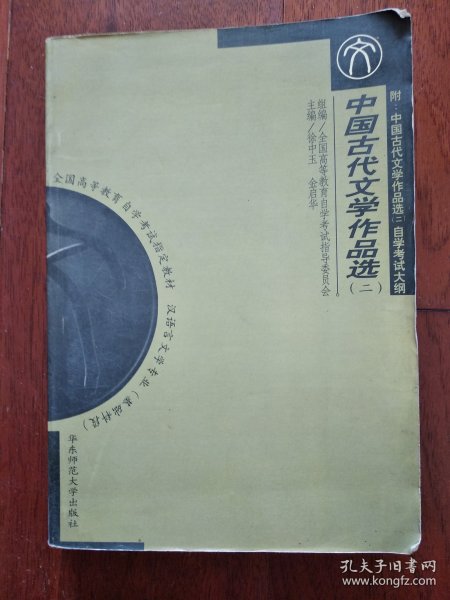 文
附：中国古代文学作品选(二)自学考试大纲
中国古代文学作品选
(二)
组编/全国高等教育自学考试指导委员会
主编/徐中玉 金启华
全国高等教育自学考试指定教材 汉语言文学专业(基础科段)
华东师范大学出版社
孔夫子旧书网
www.kongfz.com